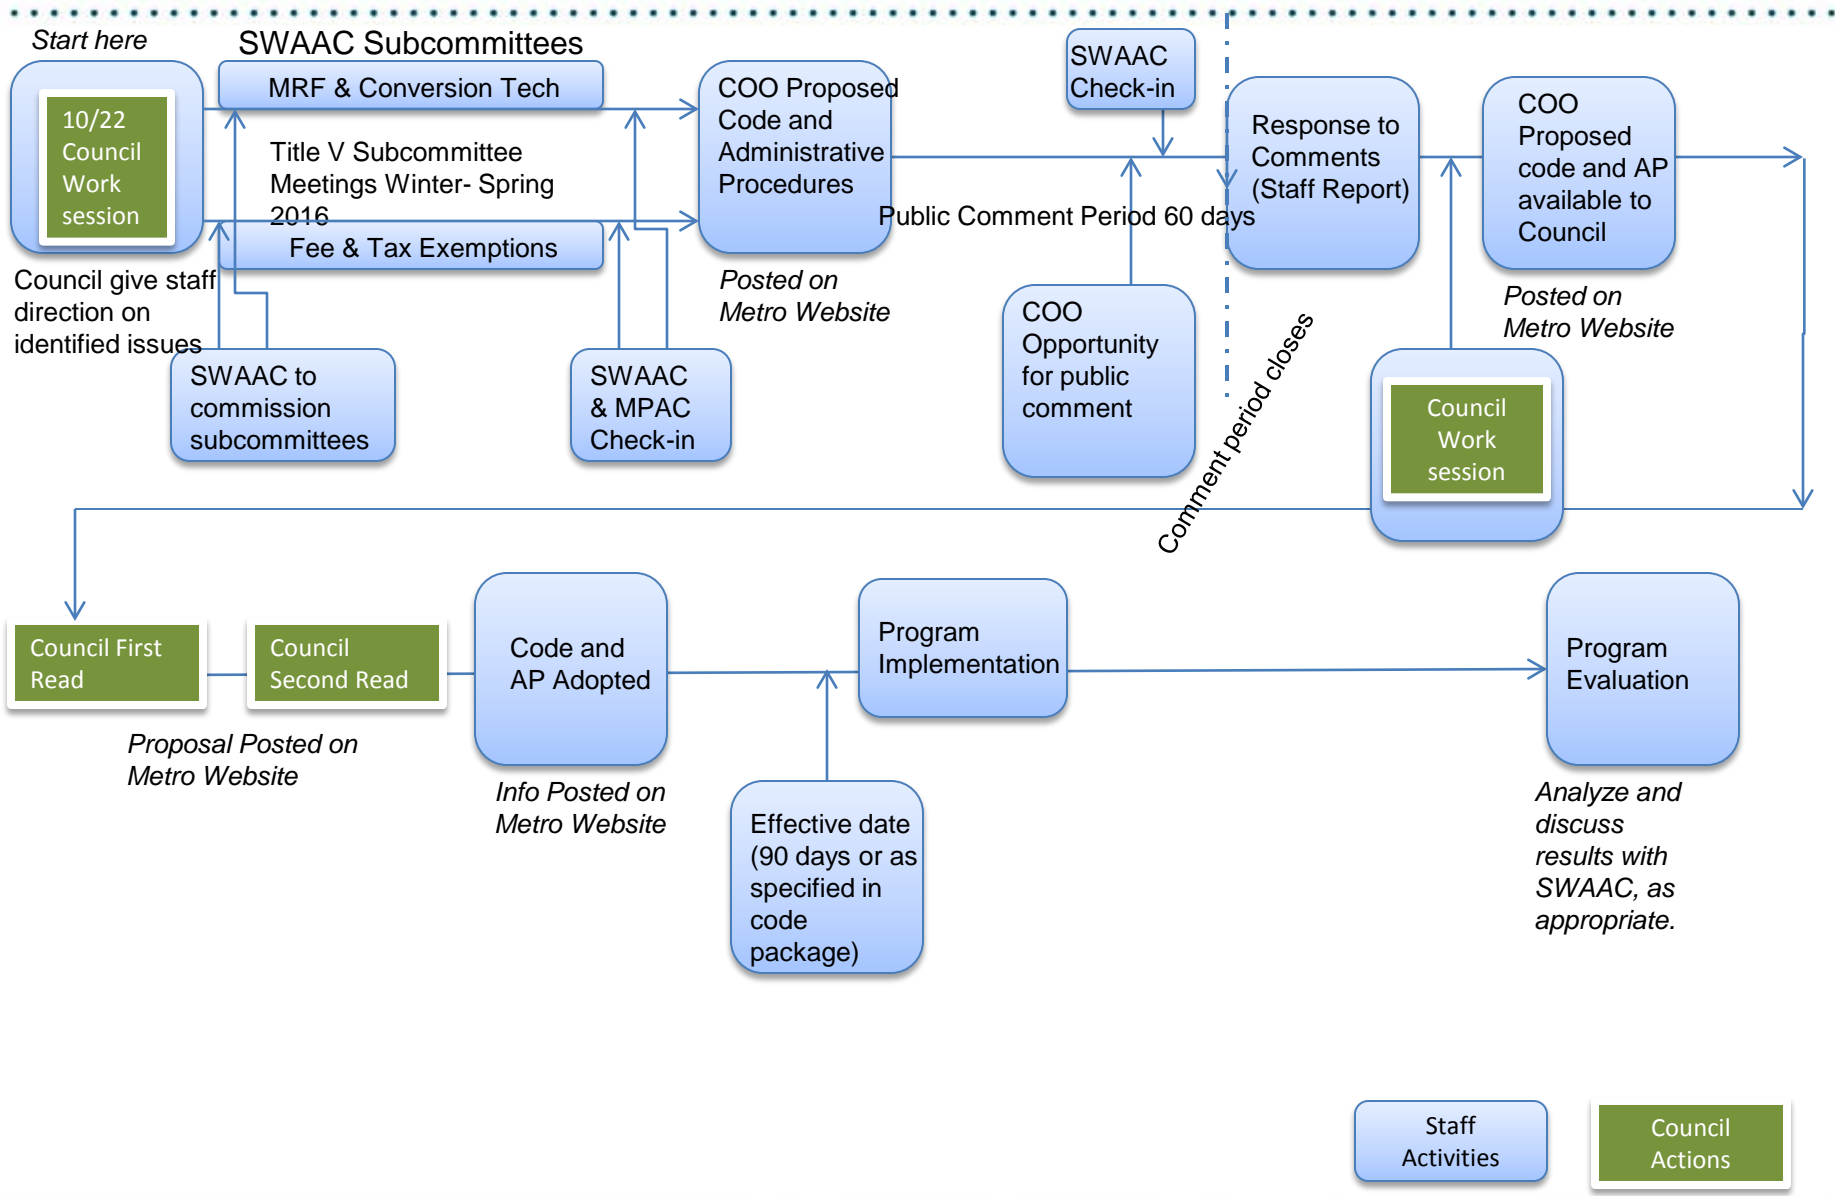 Start here
SWAAC Subcommittees
MRF & Conversion Tech
10/22
Council
Work
session
Title V Subcommittee
Meetings Winter- Spring
2016
Fee & Tax Exemptions
Council give staff
direction on
identified issues
SWAAC to
commission
subcommittees
SWAAC
& MPAC
Check-in
COO Proposed
Code and
Administrative
Procedures
Posted on
Metro Website
SWAAC
Check-in
Public Comment Period 60 days
COO
Opportunity
for public
comment
Comment period closes
Response to
Comments
(Staff Report)
Council
Work
session
COO
Proposed
code and AP
available to
Council
Posted on
Metro Website
Council First
Read
Council
Second Read
Proposal Posted on
Metro Website
Code and
AP Adopted
Info Posted on
Metro Website
Effective date
(90 days or as
specified in
code
package)
Program
Implementation
Program
Evaluation
Analyze and
discuss
results with
SWAAC, as
appropriate.
Staff
Activities
Council
Actions